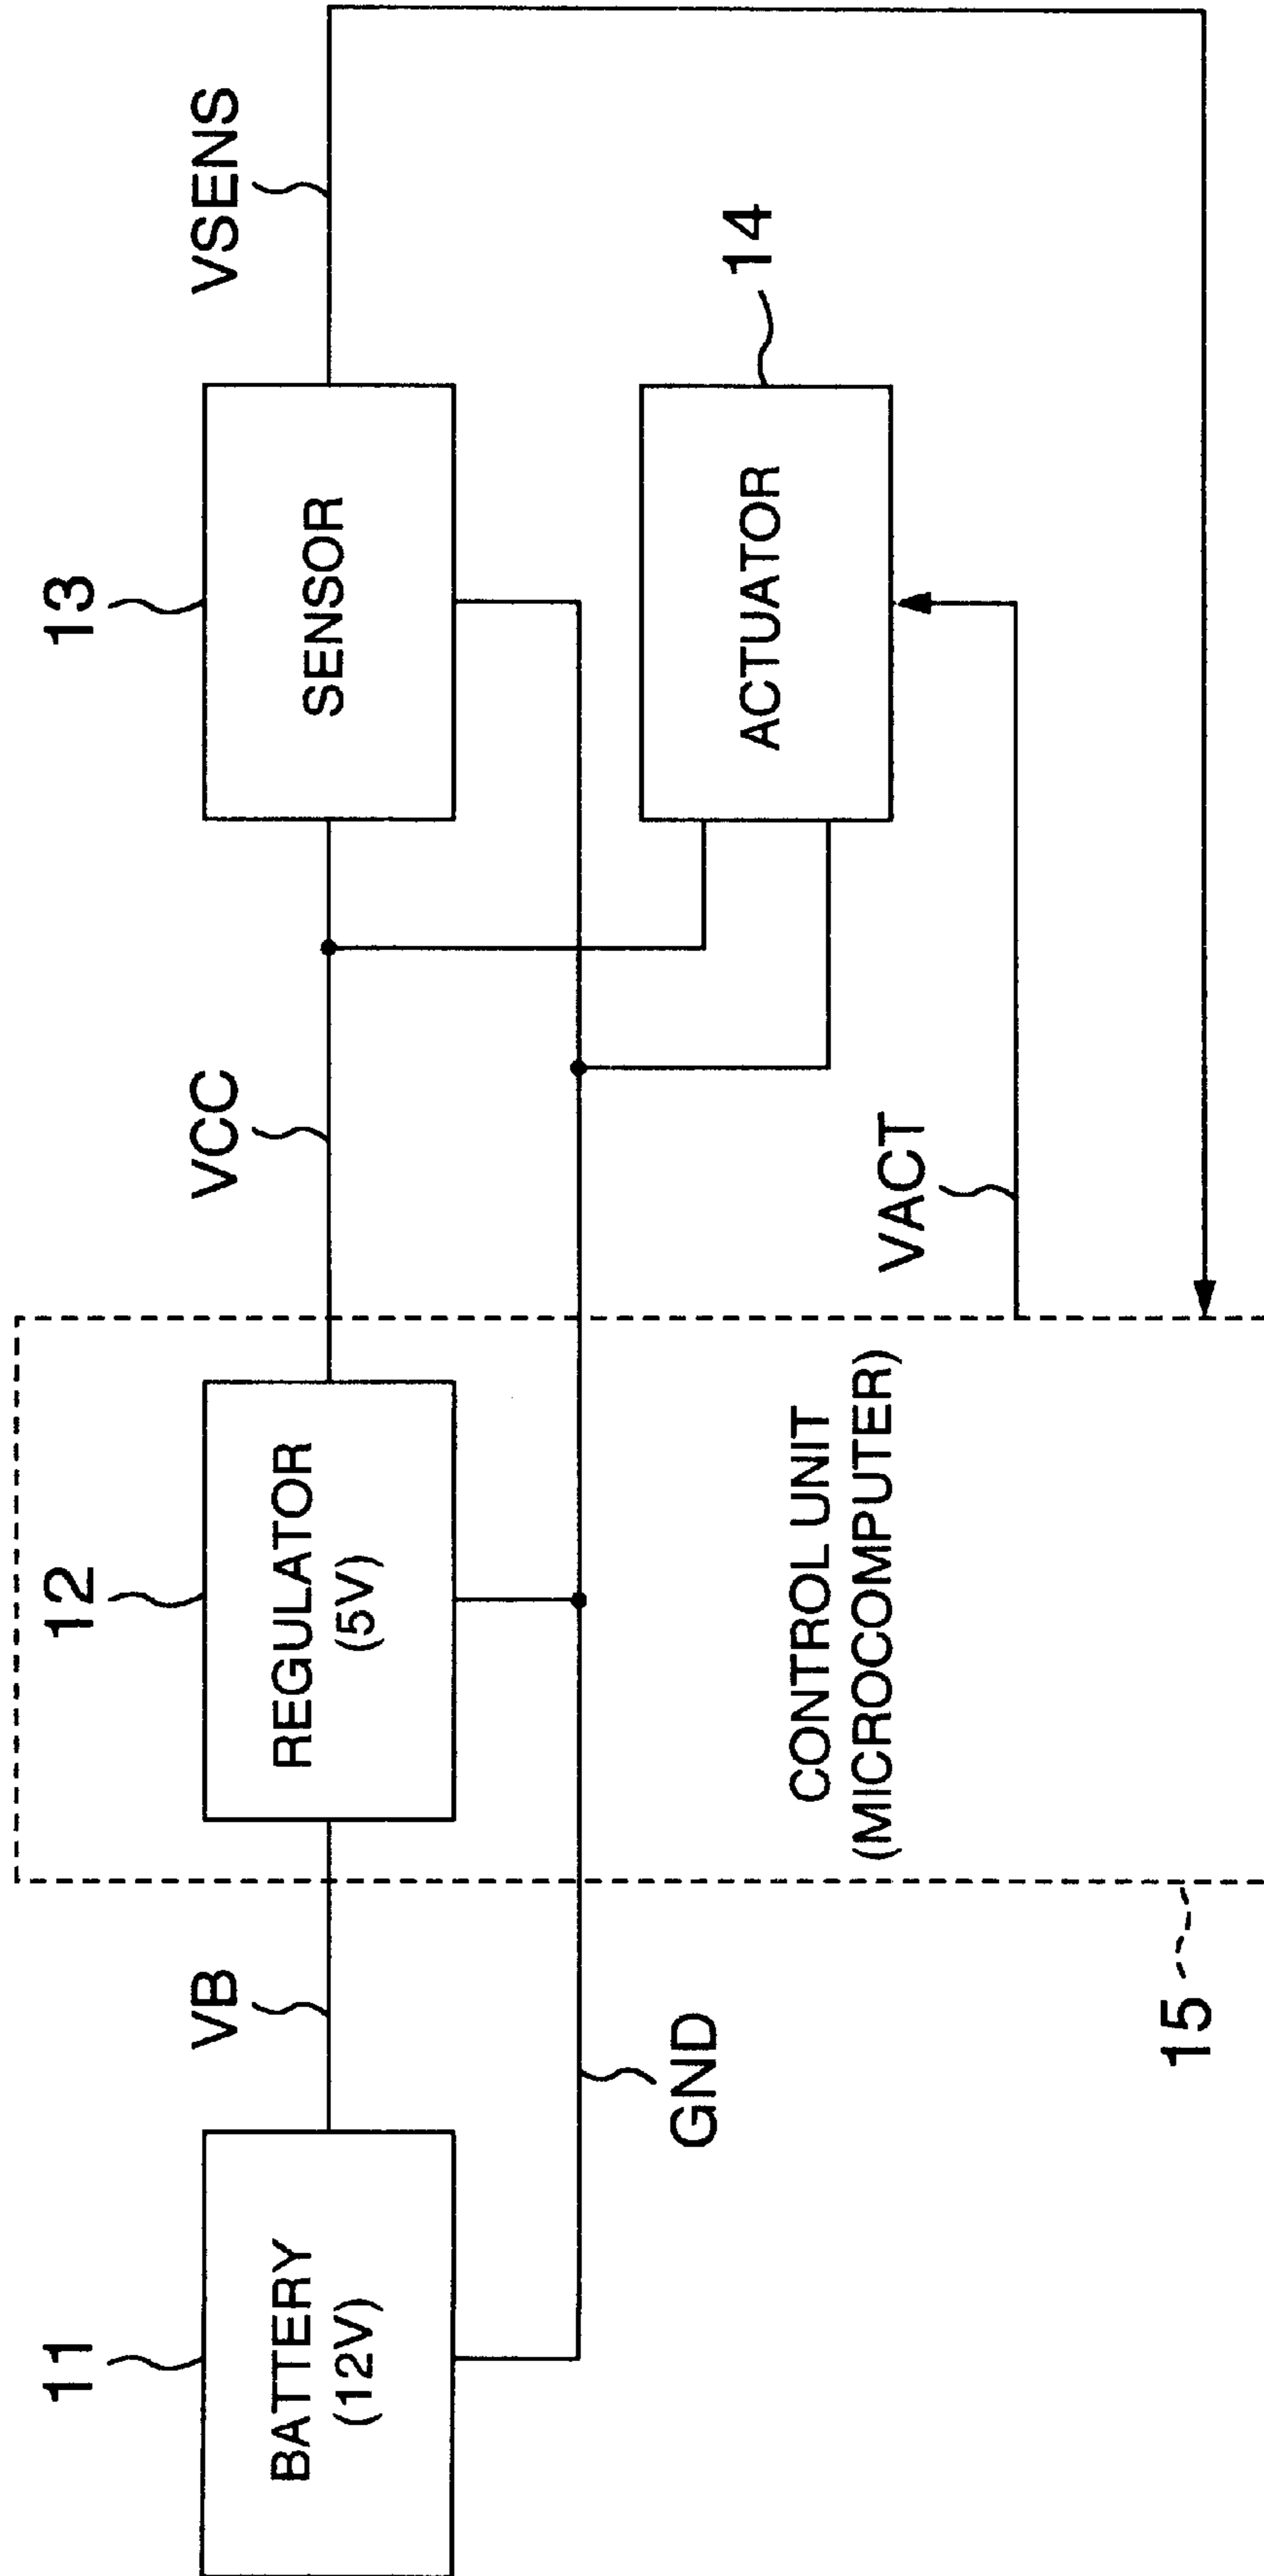 11
BATTERY
(12V)
VB
GND
12
REGULATOR
(5V)
15
CONTROL UNIT
(MICROCOMPUTER)
VCC
VACT
13
SENSOR
14
ACTUATOR
VSENS